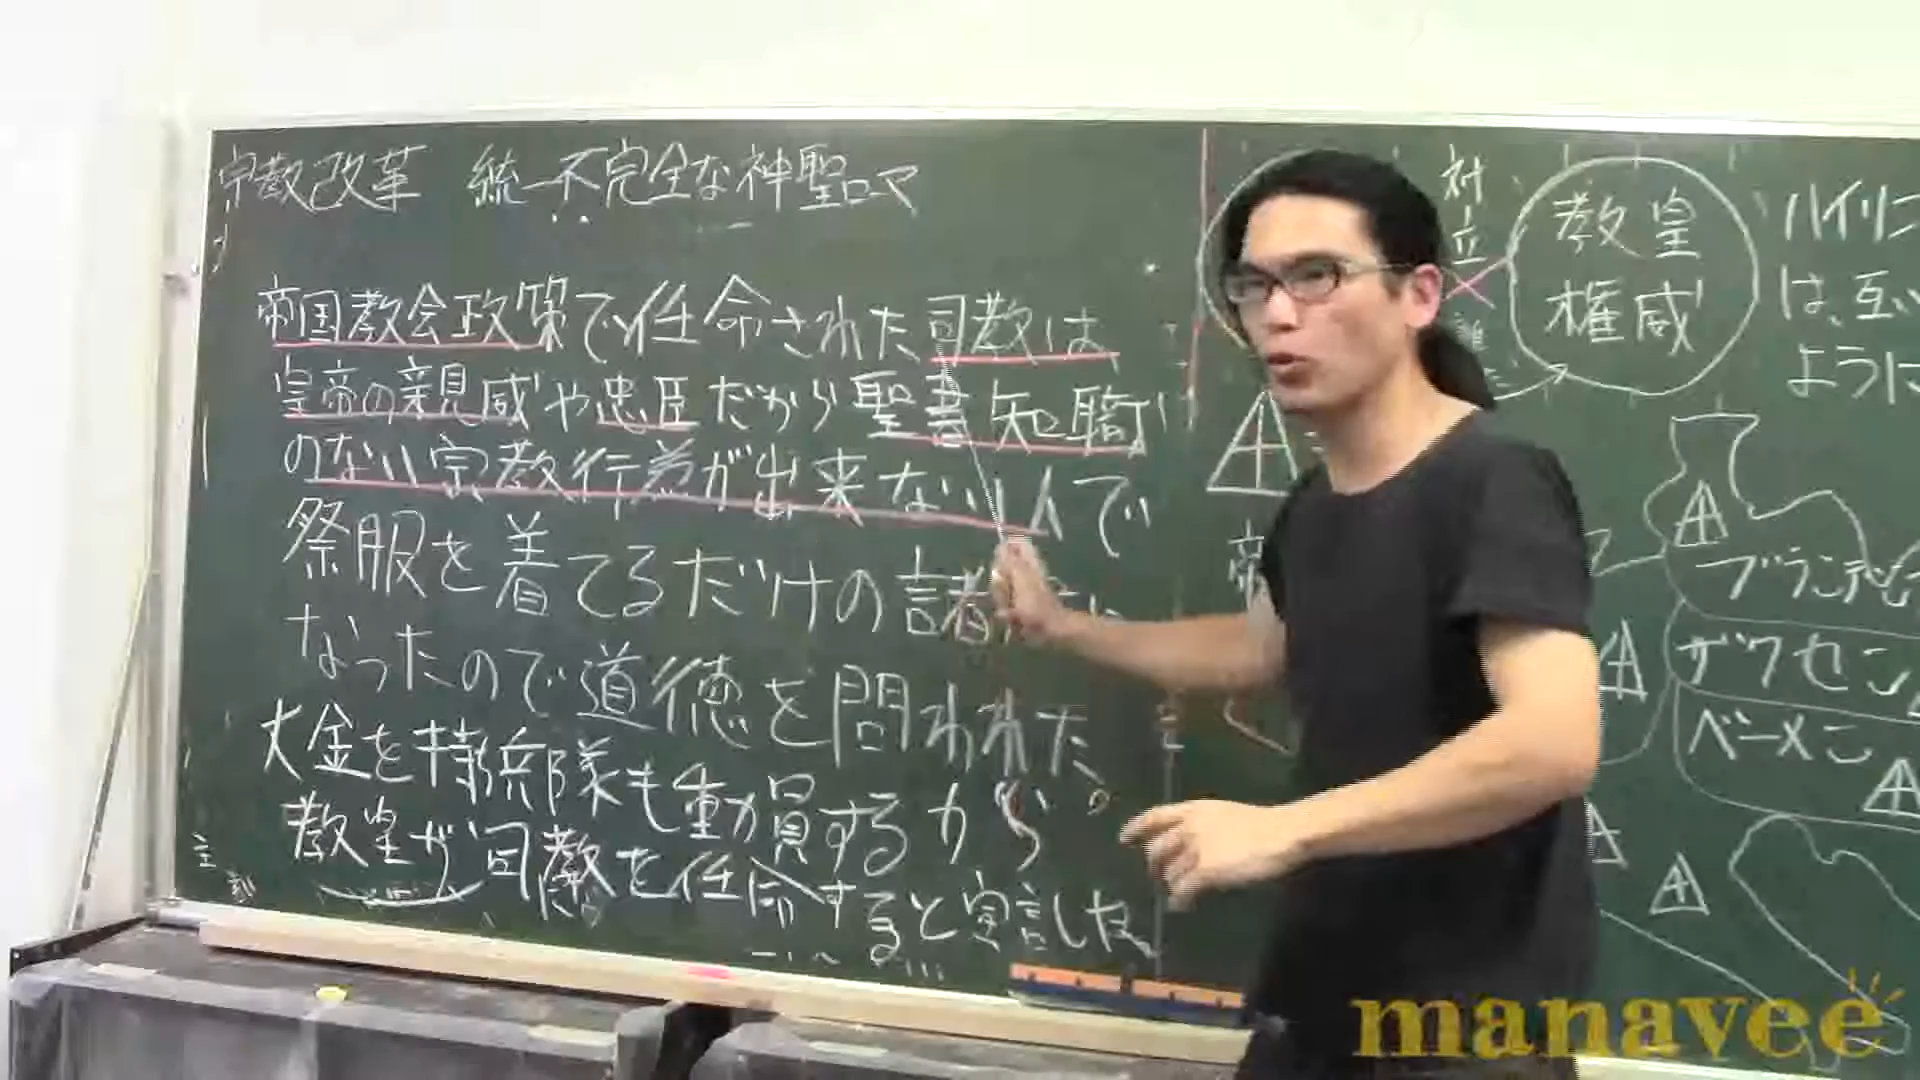 宗教改革 統一不完全な神聖ローマ
帝国教会政策で任命された司教は、
皇帝の親戚や忠臣だから聖書知職
のない宗教行為が出来ない人で
祭服を着てるだけの諸
なったので道徳を問われた。
大金を持ち兵隊も動員するから
教皇が司教を任命すると宣言した
対立
教皇
権威
ハイリ
は、互い
ように
帝
ブランデン
ザクセン
ベーメン
manavee